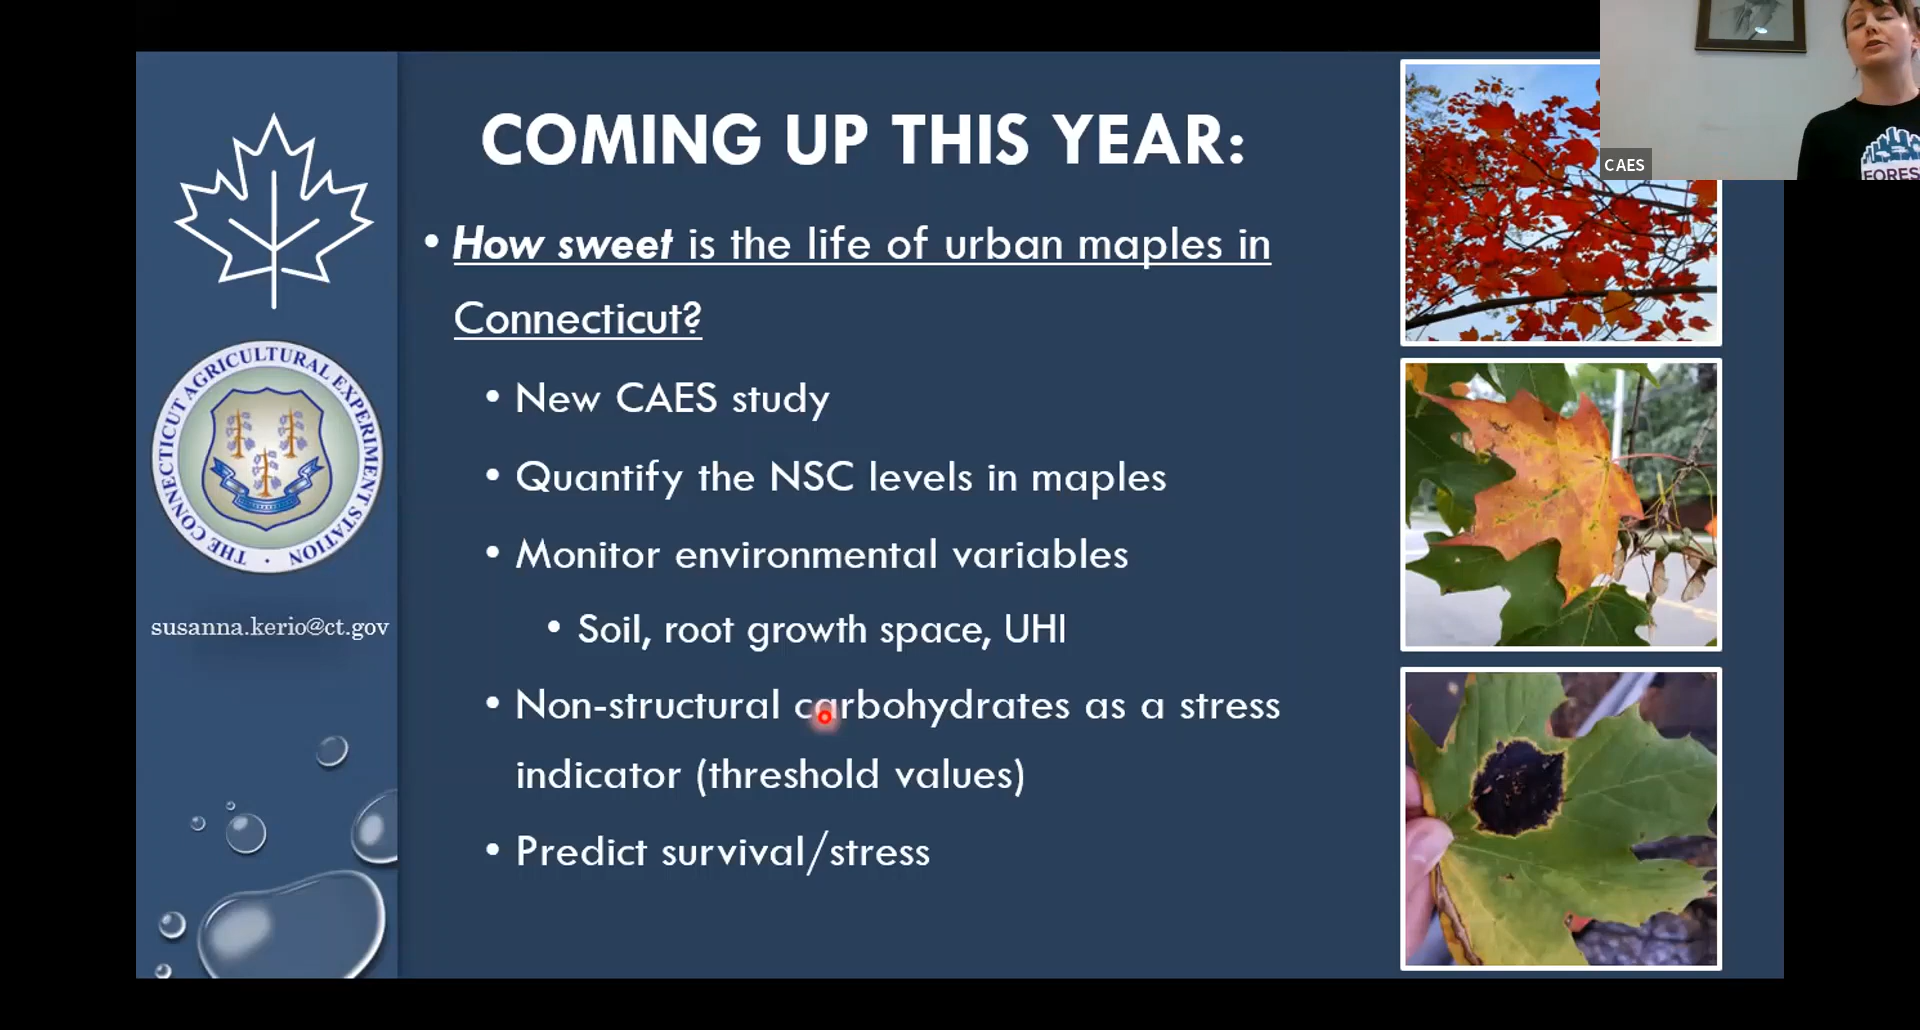 COMING UP THIS YEAR:
• How sweet is the life of urban maples in
Connecticut?
• New CAES study
• Quantify the NSC levels in maples
• Monitor environmental variables
• Soil, root growth space, UHI
• Non-structural carbohydrates as a stress
indicator (threshold values)
• Predict survival/stress
THE CONNECTICUT AGRICULTURAL EXPERIMENT STATION
susanna.kerio@ct.gov
CAES